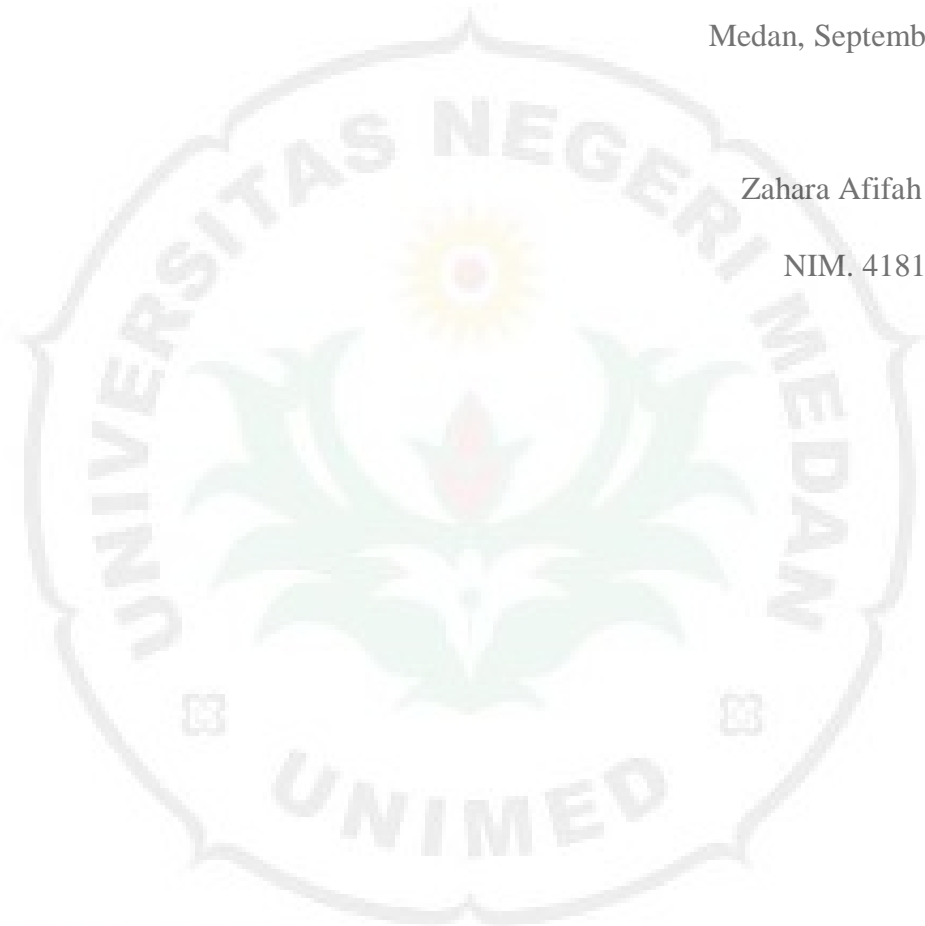 Medan, Septemb
Zahara Afifah
NIM. 4181
UNIVERSITAS NEGERI MEDAN
UNIMED